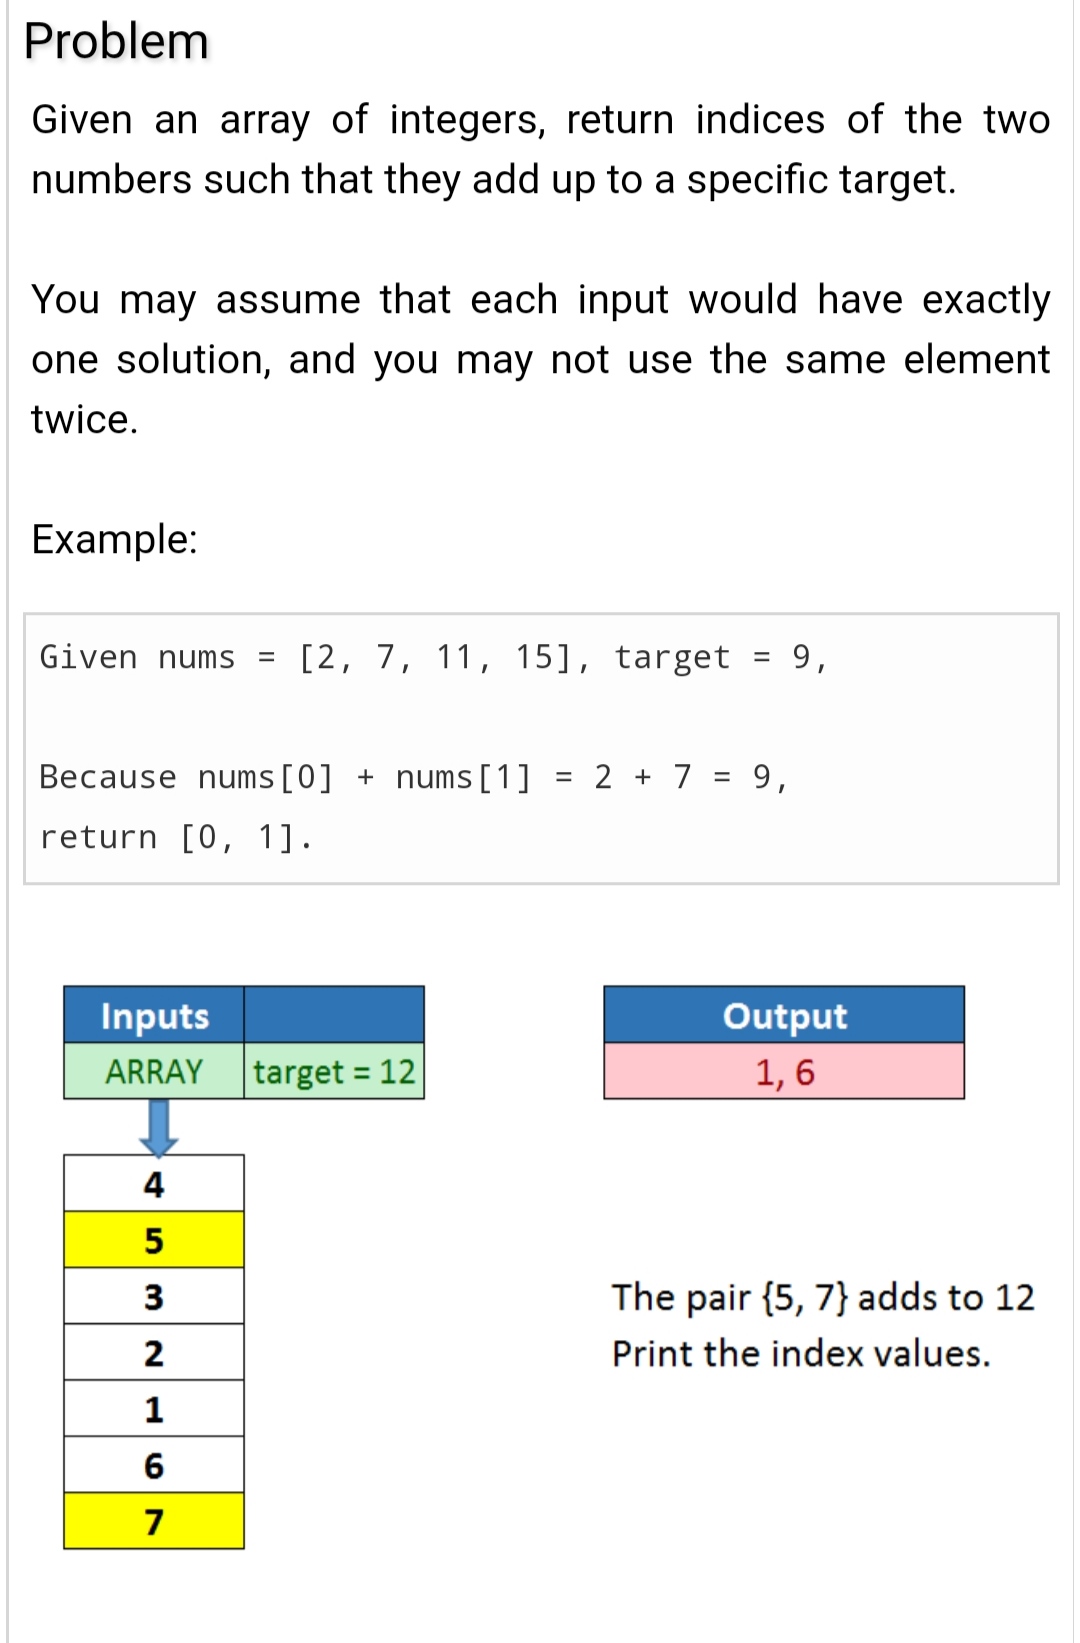 Problem
Given an array of integers, return indices of the two
numbers such that they add up to a specific target.
You may assume that each input would have exactly
one solution, and you may not use the same element
twice.
Example:
Given nums = [2, 7, 11, 15], target = 9,
Because nums[0] + nums[1] = 2 + 7 = 9,
return [0, 1].
Inputs
ARRAY target = 12
4
5
3
2
1
6
7
Output
1, 6
The pair {5, 7} adds to 12
Print the index values.